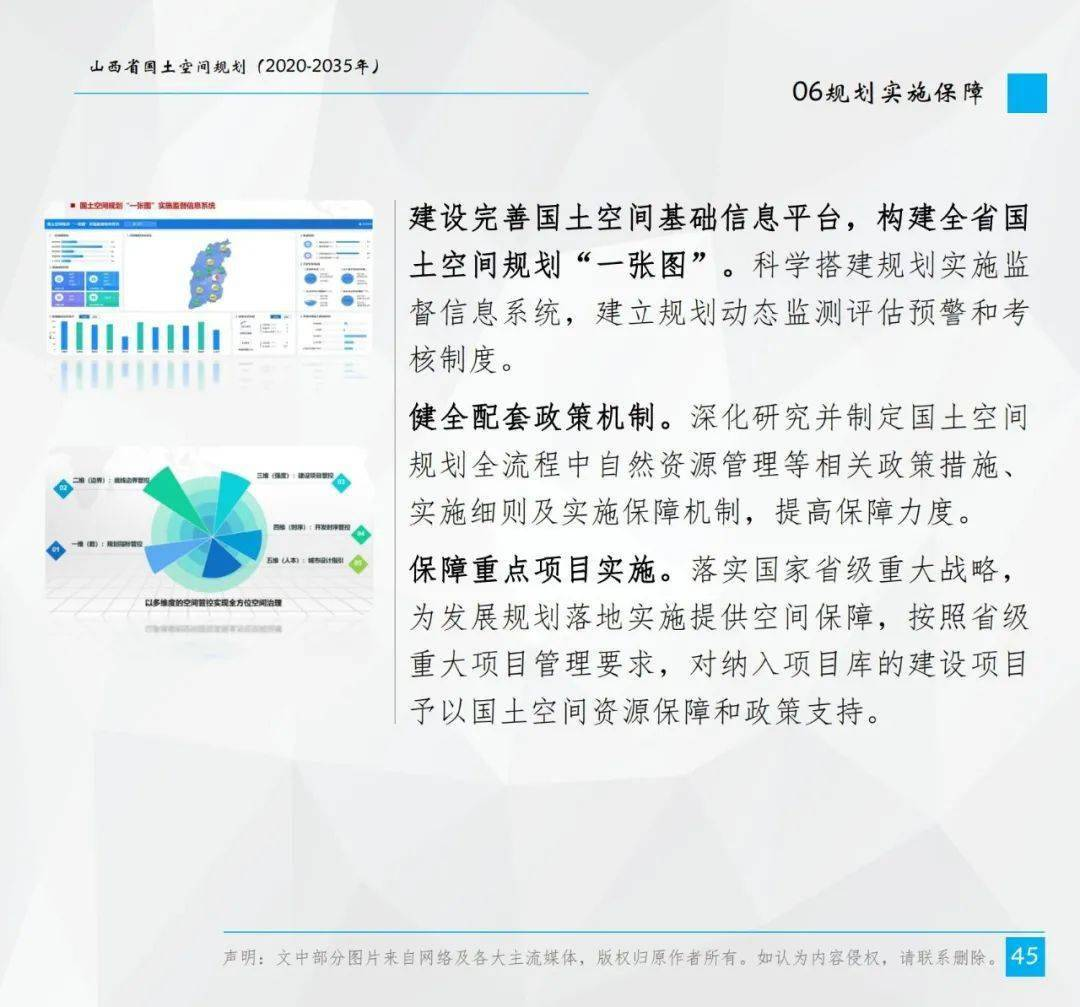 山西省国土空间规划（2020-2035年）
06规划实施保障
■ 国土空间规划“一张图”实施监督信息系统
建设完善国土空间基础信息平台，构建全省国
土空间规划“一张图”。科学搭建规划实施监
督信息系统，建立规划动态监测评估预警和考
核制度。
健全配套政策机制。深化研究并制定国土空间
规划全流程中自然资源管理等相关政策措施、
实施细则及实施保障机制，提高保障力度。
保障重点项目实施。落实国家省级重大战略，
为发展规划落地实施提供空间保障，按照省级
重大项目管理要求，对纳入项目库的建设项目
予以国土空间资源保障和政策支持。
02 二维（边界）：底线边界管控
三维（强度）：建设项目管控 03
四维（时序）：开发时序管控 04
01 一维（数）：规划指标管控
五维（人本）：城市设计指引 05
以多维度的空间管控实现全方位空间治理
声明：文中部分图片来自网络及各大主流媒体，版权归原作者所有。如认为内容侵权，请联系删除。 45